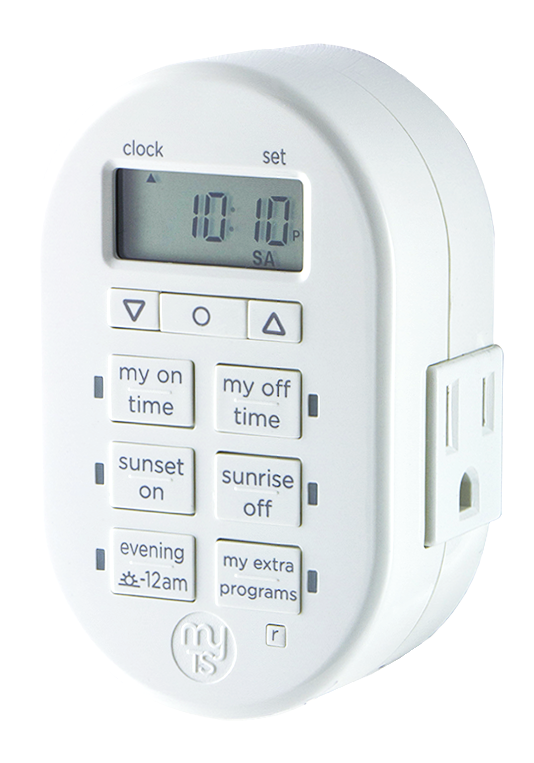 clock set
10:10 P
SA
my on my off
time time
sunset sunrise
on off
evening my extra
-12am programs
my r
TS